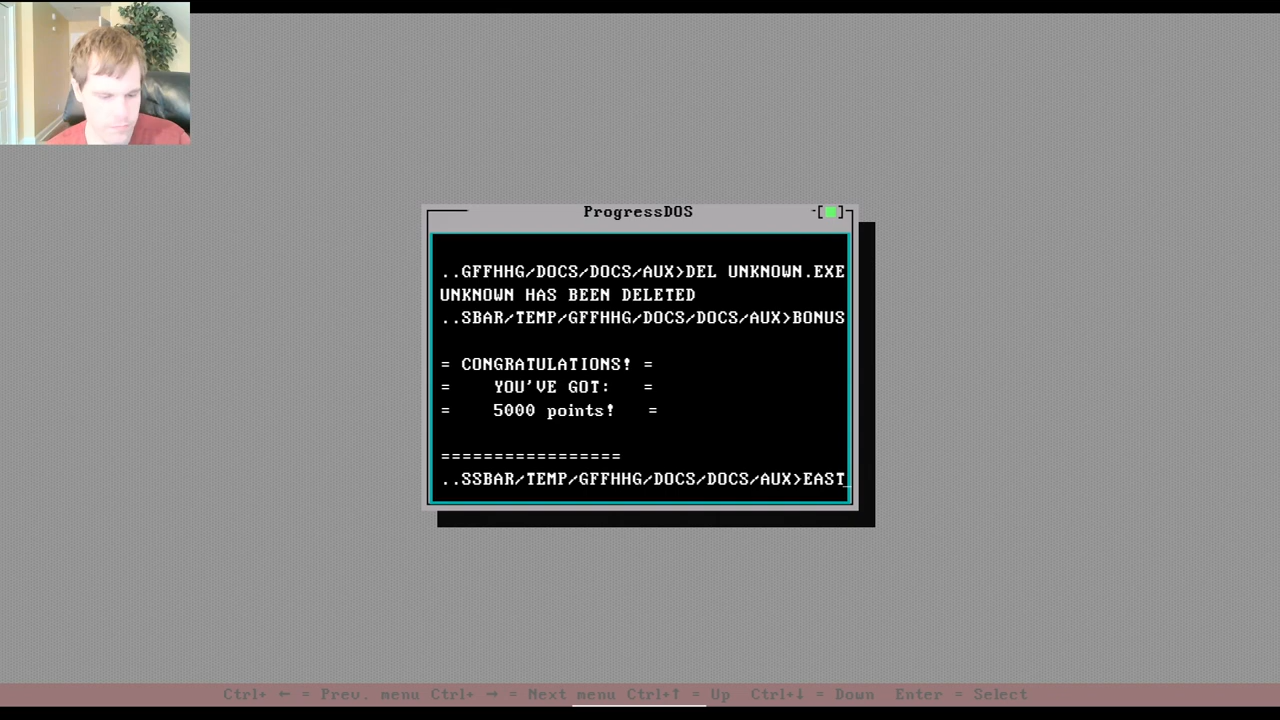 ProgressDOS
-[■]
..GFFHHG/DOCS/DOCS/AUX>DEL UNKNOWN.EXE
UNKNOWN HAS BEEN DELETED
..SBAR/TEMP/GFFHHG/DOCS/DOCS/AUX>BONUS
= CONGRATULATIONS! =
= YOU'VE GOT: =
= 5000 points! =
=================
..SSBAR/TEMP/GFFHHG/DOCS/DOCS/AUX>EAST_
Ctrl+ ← = Prev. menu Ctrl+ → = Next menu Ctrl+↑ = Up Ctrl+↓ = Down Enter = Select